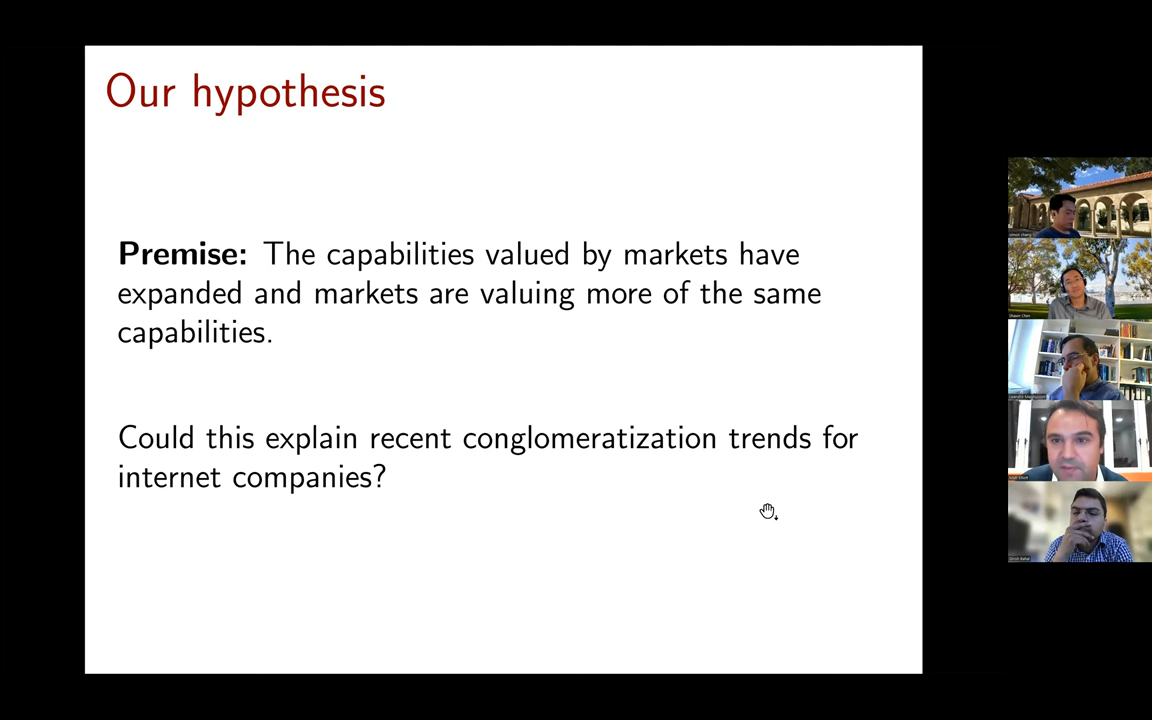 Our hypothesis
Premise: The capabilities valued by markets have
expanded and markets are valuing more of the same
capabilities.
Could this explain recent conglomeratization trends for
internet companies?